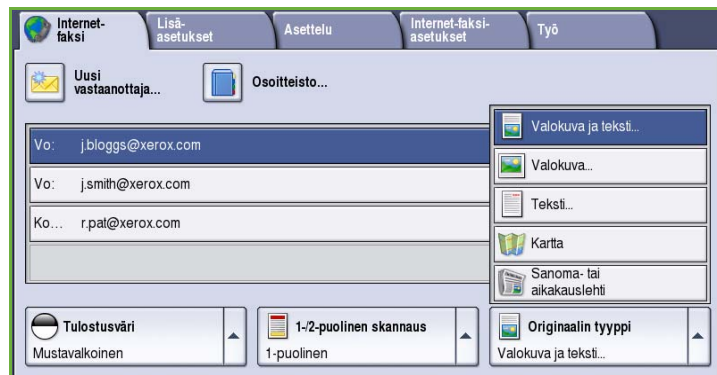 Internet-
faksi
Lisä-
asetukset
Asettelu
Internet-faksi-
asetukset
Työ
Uusi
vastaanottaja...
Osoitteisto...
Vo: j.bloggs@xerox.com
Vo: j.smith@xerox.com
Ko... r.pat@xerox.com
Valokuva ja teksti...
Valokuva...
Teksti...
Kartta
Sanoma- tai
aikakauslehti
Tulostusväri
Mustavalkoinen
1-/2-puolinen skannaus
1-puolinen
Originaalin tyyppi
Valokuva ja teksti...